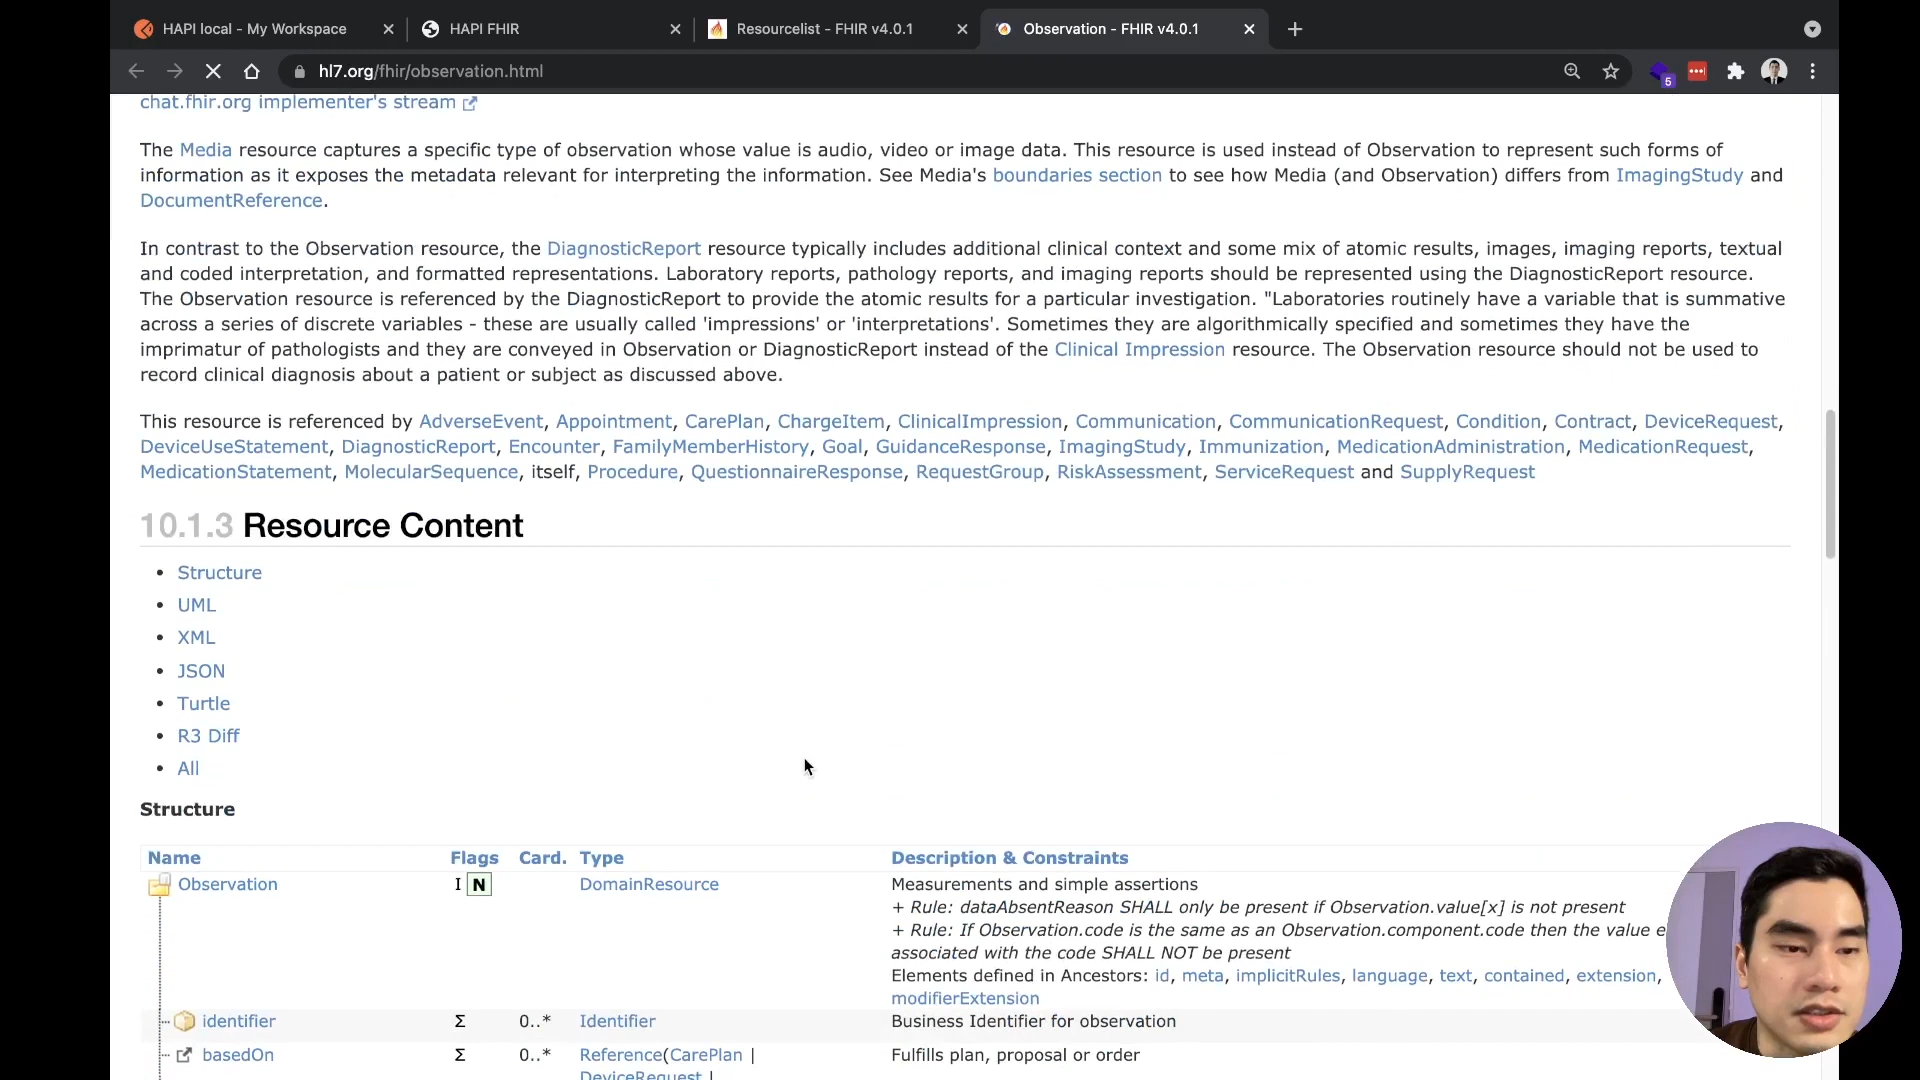 HAPI local - My Workspace
HAPI FHIR
Resourcelist - FHIR v4.0.1
Observation - FHIR v4.0.1
hl7.org/fhir/observation.html
5
chat.fhir.org implementer's stream
The Media resource captures a specific type of observation whose value is audio, video or image data. This resource is used instead of Observation to represent such forms of
information as it exposes the metadata relevant for interpreting the information. See Media's boundaries section to see how Media (and Observation) differs from ImagingStudy and
DocumentReference.
In contrast to the Observation resource, the DiagnosticReport resource typically includes additional clinical context and some mix of atomic results, images, imaging reports, textual
and coded interpretation, and formatted representations. Laboratory reports, pathology reports, and imaging reports should be represented using the DiagnosticReport resource.
The Observation resource is referenced by the DiagnosticReport to provide the atomic results for a particular investigation. "Laboratories routinely have a variable that is summative
across a series of discrete variables - these are usually called 'impressions' or 'interpretations'. Sometimes they are algorithmically specified and sometimes they have the
imprimatur of pathologists and they are conveyed in Observation or DiagnosticReport instead of the Clinical Impression resource. The Observation resource should not be used to
record clinical diagnosis about a patient or subject as discussed above.
This resource is referenced by AdverseEvent, Appointment, CarePlan, ChargeItem, ClinicalImpression, Communication, CommunicationRequest, Condition, Contract, DeviceRequest,
DeviceUseStatement, DiagnosticReport, Encounter, FamilyMemberHistory, Goal, GuidanceResponse, ImagingStudy, Immunization, MedicationAdministration, MedicationRequest,
MedicationStatement, MolecularSequence, itself, Procedure, QuestionnaireResponse, RequestGroup, RiskAssessment, ServiceRequest and SupplyRequest
10.1.3 Resource Content
• Structure
• UML
• XML
• JSON
• Turtle
• R3 Diff
• All
Structure
Name Flags Card. Type Description & Constraints
Observation I N DomainResource Measurements and simple assertions
+ Rule: dataAbsentReason SHALL only be present if Observation.value[x] is not present
+ Rule: If Observation.code is the same as an Observation.component.code then the value e
associated with the code SHALL NOT be present
Elements defined in Ancestors: id, meta, implicitRules, language, text, contained, extension,
modifierExtension
identifier Σ 0..* Identifier Business Identifier for observation
basedOn Σ 0..* Reference(CarePlan | Fulfills plan, proposal or order
DeviceRequest |